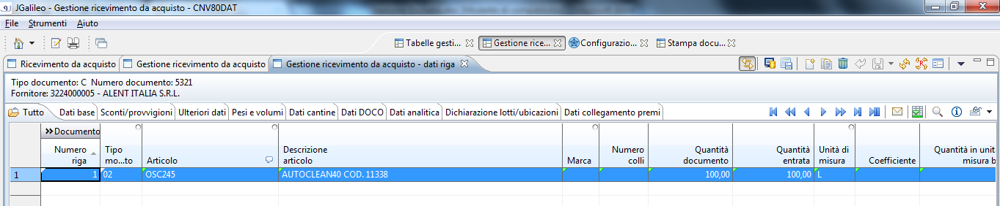 JGalileo - Gestione ricevimento da acquisto - CNV80DAT
File Strumenti Aiuto
Tabelle gesti... Gestione rice... Configurazio... Stampa docu...
Ricevimento da acquisto Gestione ricevimento da acquisto Gestione ricevimento da acquisto - dati riga
Tipo documento: C Numero documento: 5321
Fornitore: 3224000005 - ALENT ITALIA S.R.L.
Tutto Dati base Sconti/provvigioni Ulteriori dati Pesi e volumi Dati cantine Dati DOCO Dati analitica Dichiarazione lotti/ubicazioni Dati collegamento premi
Documento
Numero Tipo Descrizione Numero Quantità Quantità Unità di Quantità in unit
riga mo...to Articolo articolo Marca colli documento entrata misura Coefficiente misura b
1 1 02 OSC245 AUTOCLEAN40 COD. 11338 100,00 100,00 L